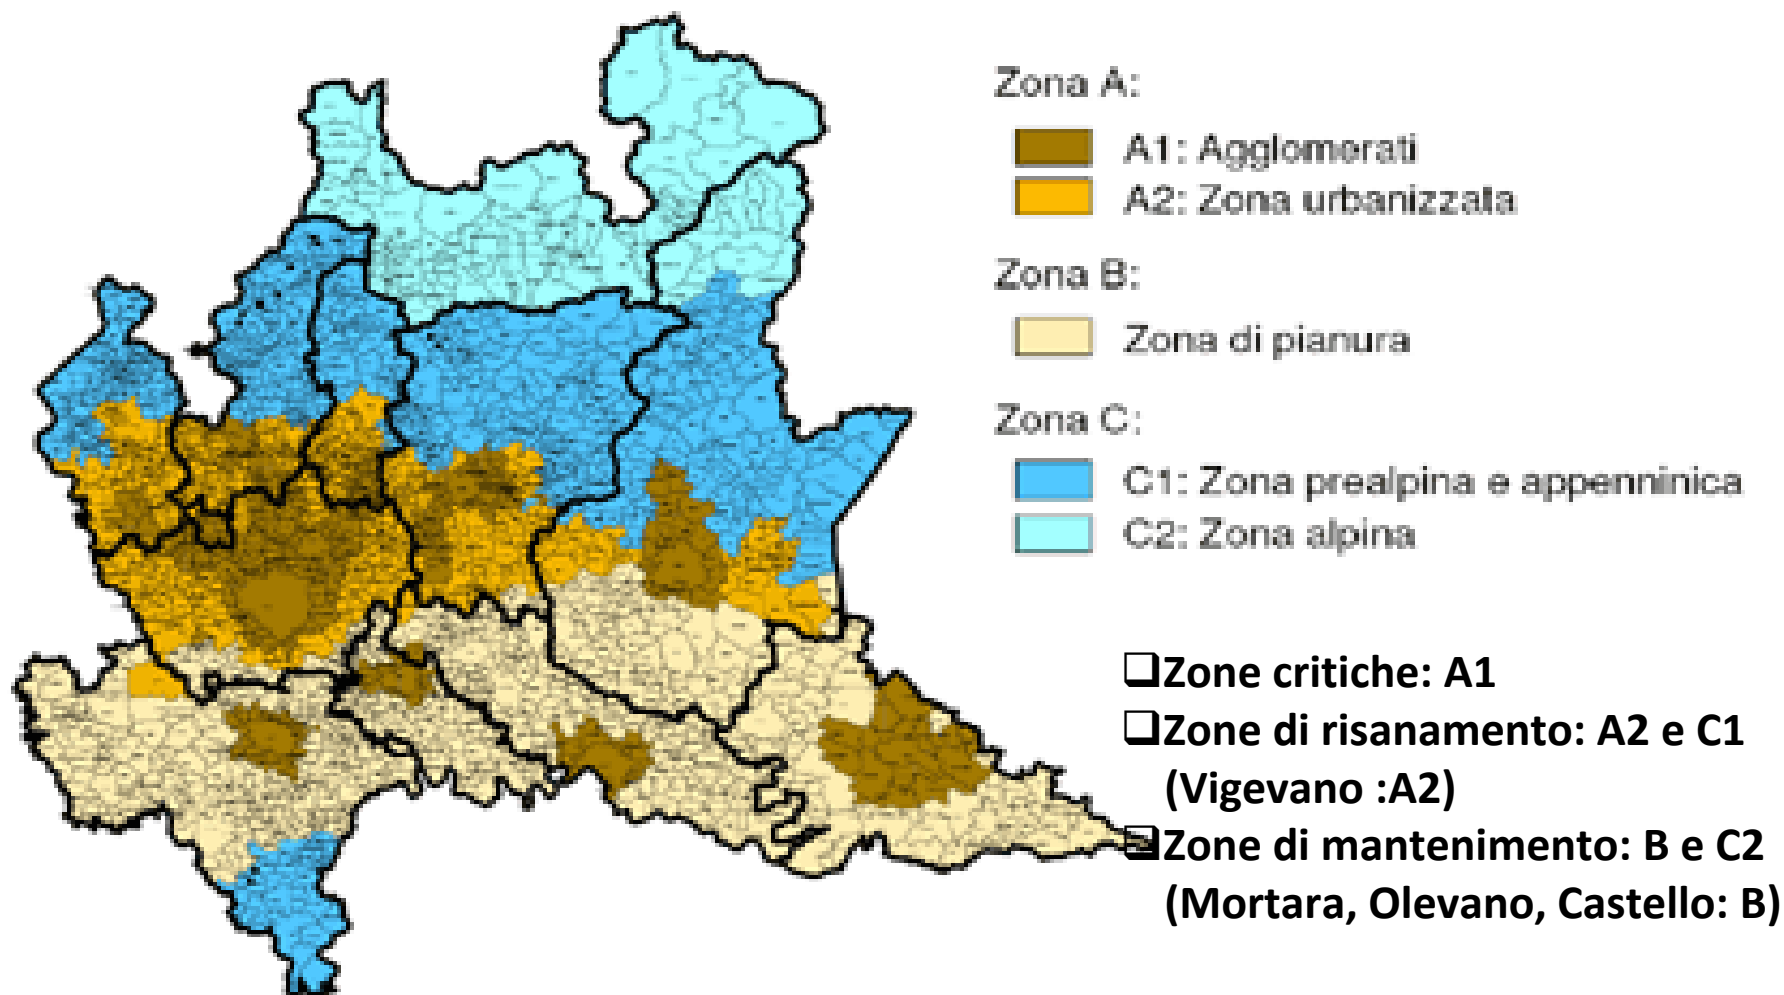 Zona A:
A1: Agglomerati
A2: Zona urbanizzata
Zona B:
Zona di pianura
Zona C:
C1: Zona prealpina e appenninica
C2: Zona alpina
❑Zone critiche: A1
❑Zone di risanamento: A2 e C1
(Vigevano :A2)
❑Zone di mantenimento: B e C2
(Mortara, Olevano, Castello: B)